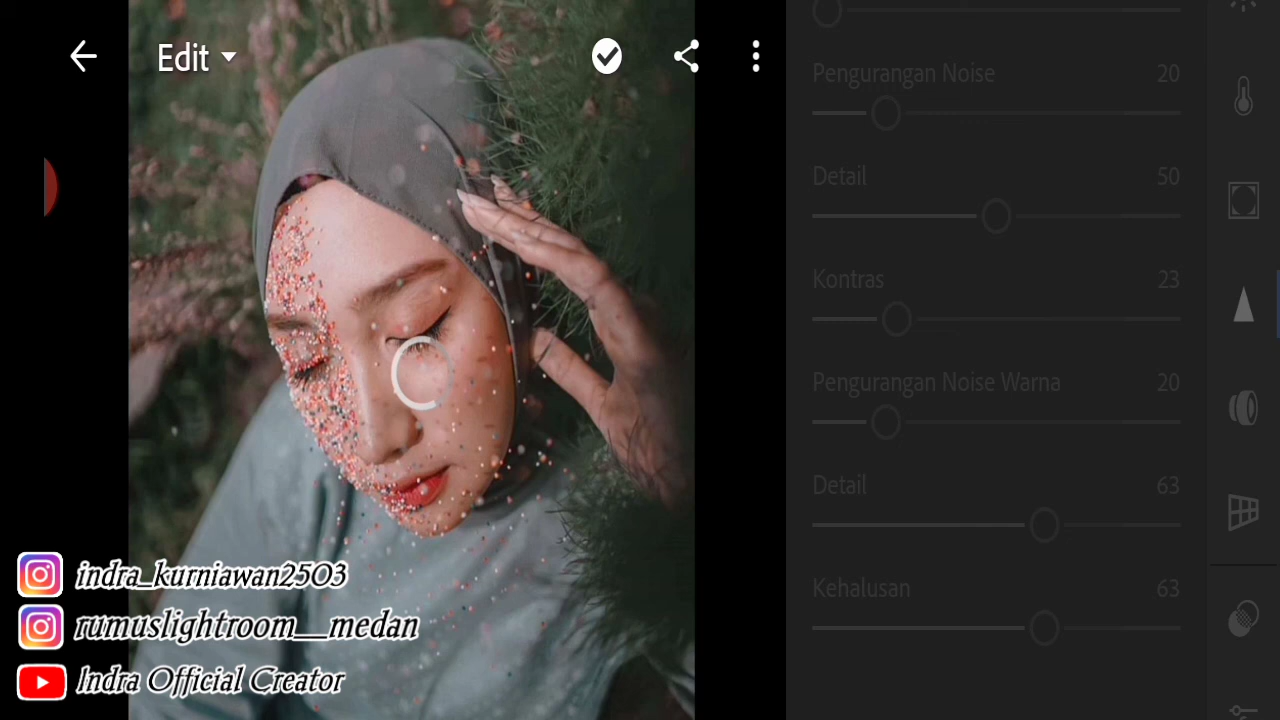 Edit
Pengurangan Noise 20
Detail 50
Kontras 23
Pengurangan Noise Warna 20
Detail 63
Kehalusan 63
indra_kurniawan2503
rumuslightroom__medan
Indra Official Creator